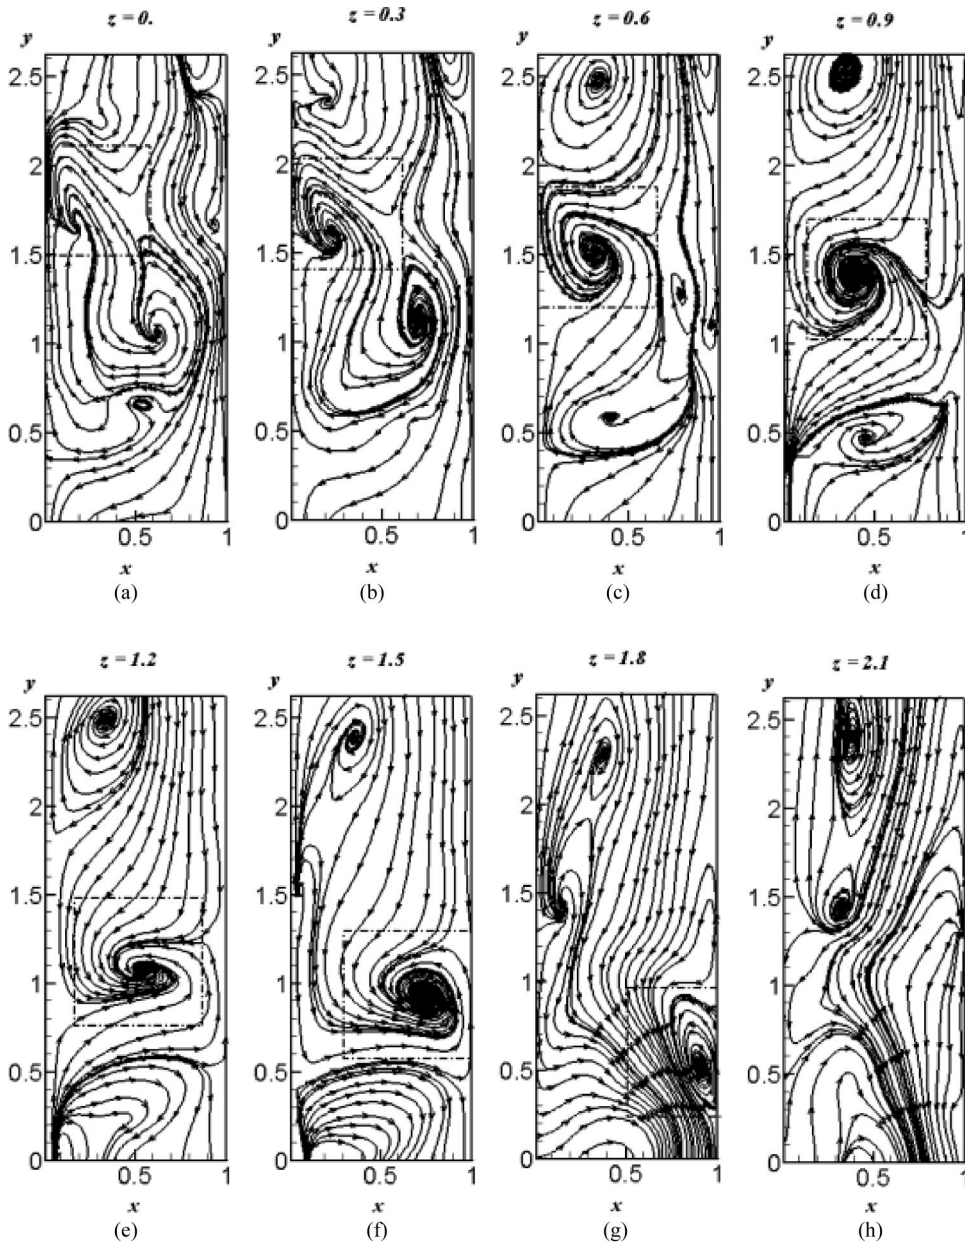 z = 0. z = 0.3 z = 0.6 z = 0.9
y y y y
2.5 2.5 2.5 2.5
2 2 2 2
1.5 1.5 1.5 1.5
1 1 1 1
0.5 0.5 0.5 0.5
0 0 0 0
0.5 1 0.5 1 0.5 1 0.5 1
x x x x
(a) (b) (c) (d)
z = 1.2 z = 1.5 z = 1.8 z = 2.1
y y y y
2.5 2.5 2.5 2.5
2 2 2 2
1.5 1.5 1.5 1.5
1 1 1 1
0.5 0.5 0.5 0.5
0 0 0 0
0.5 1 0.5 1 0.5 1 0.5 1
x x x x
(e) (f) (g) (h)